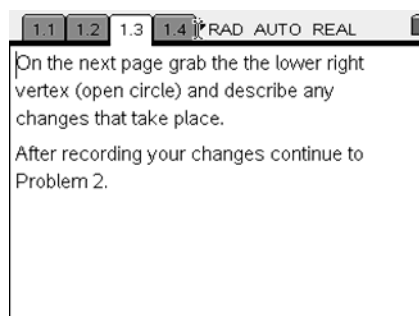 1.1 1.2 1.3 1.4 RAD AUTO REAL
On the next page grab the the lower right
vertex (open circle) and describe any
changes that take place.
After recording your changes continue to
Problem 2.